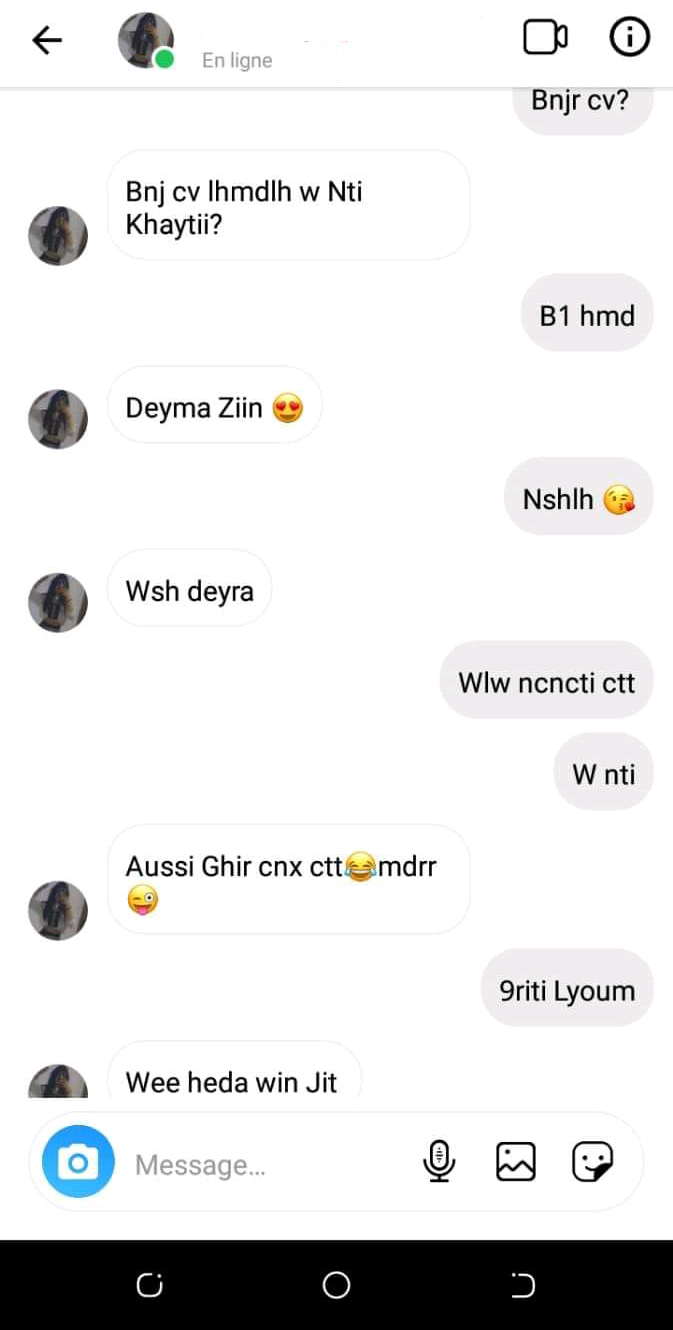 En ligne
Bnjr cv?
Bnj cv lhmdlh w Nti
Khaytii?
B1 hmd
Deyma Ziin 😍
Nshlh 😘
Wsh deyra
Wlw ncncti ctt
W nti
Aussi Ghir cnx ctt😂mdrr
😜
9riti Lyoum
Wee heda win Jit
Message...